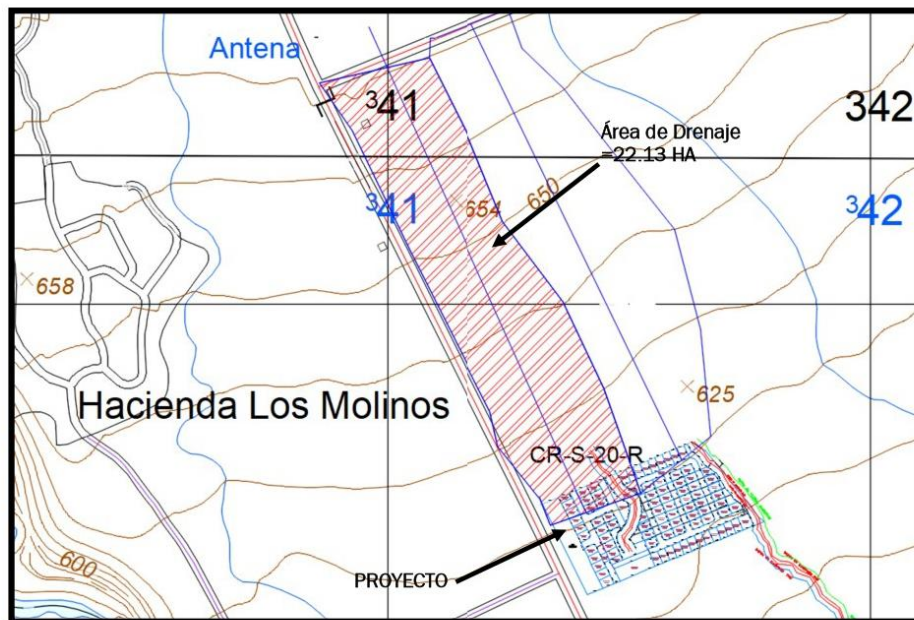 Antena
³41
342
Área de Drenaje
=22.13 HA
³41
654
650
³42
658
625
Hacienda Los Molinos
CR-S-20-R
600
PROYECTO